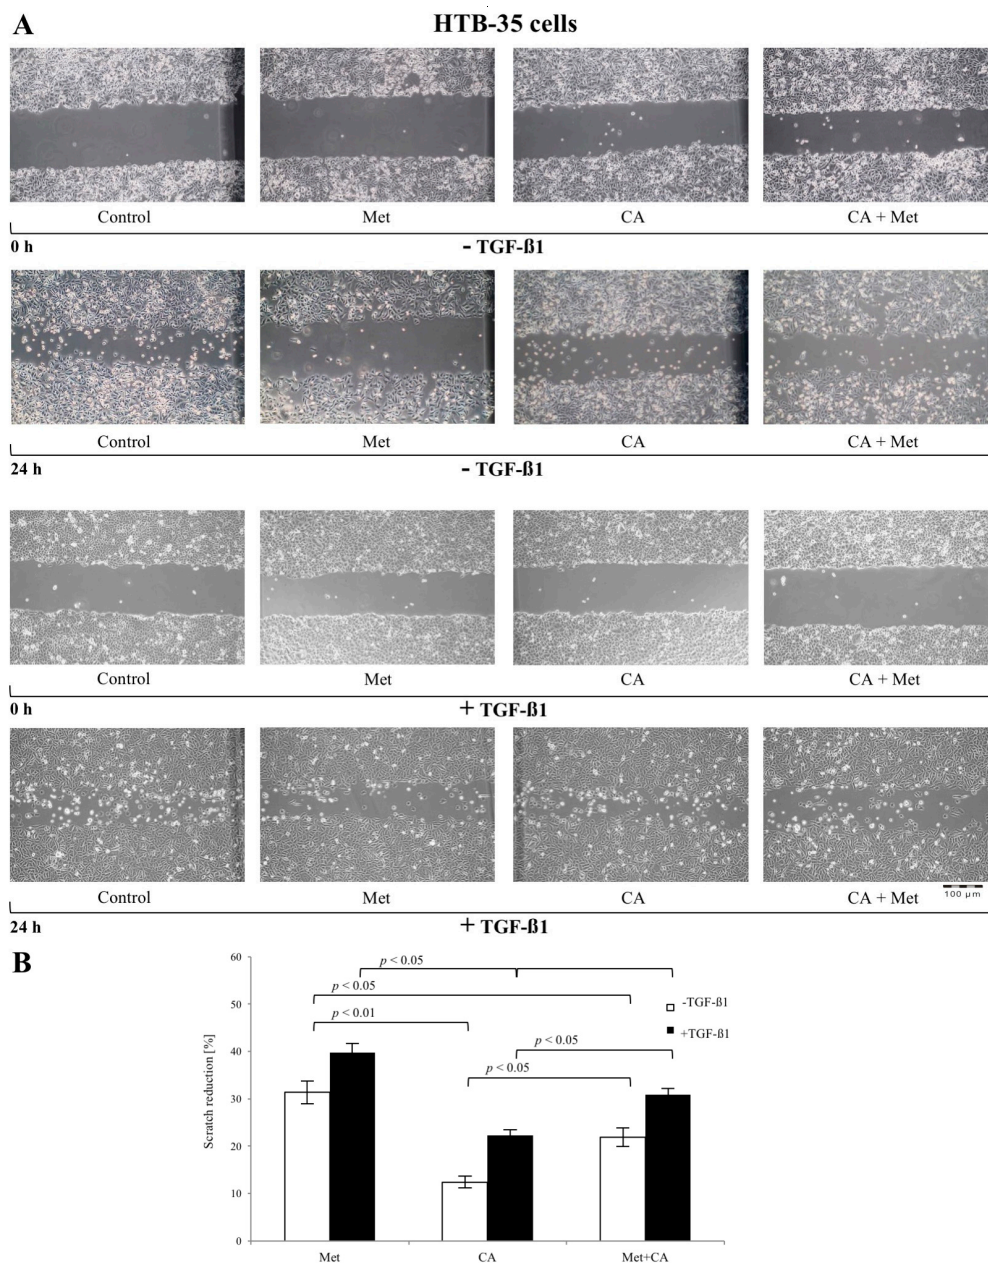 A
HTB-35 cells
Control Met CA CA + Met
0 h - TGF-ß1
Control Met CA CA + Met
24 h - TGF-ß1
Control Met CA CA + Met
0 h + TGF-ß1
100 µm
Control Met CA CA + Met
24 h + TGF-ß1
B
60
50
40
30
20
10
0
Scratch reduction [%]
p < 0.05
p < 0.05
p < 0.01
p < 0.05
p < 0.05
-TGF-ß1
+TGF-ß1
Met CA Met+CA